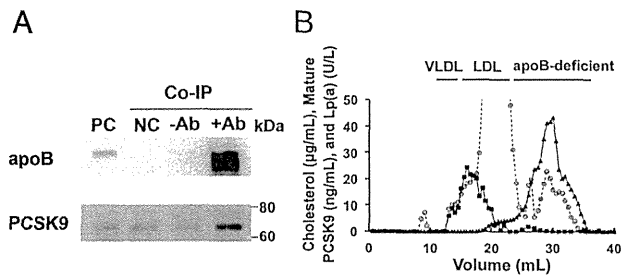 A
B
Co-IP
PC NC -Ab +Ab kDa
apoB
PCSK9
80
60
VLDL LDL apoB-deficient
Cholesterol (µg/mL), Mature
PCSK9 (ng/mL), and Lp(a) (U/L)
50
40
30
20
10
0
0 10 20 30 40
Volume (mL)